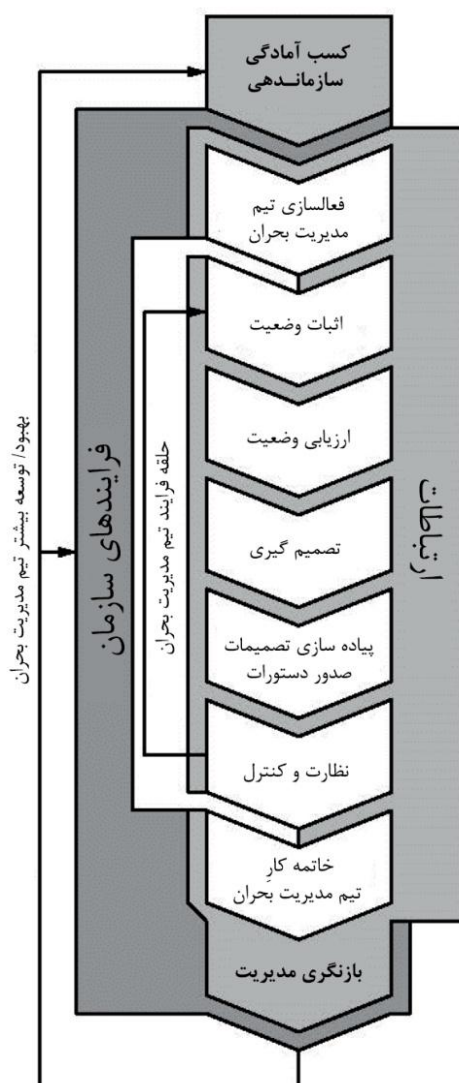 کسب آمادگی
سازماندهی
فعالسازی تیم
مدیریت بحران
اثبات وضعیت
ارزیابی وضعیت
تصمیم گیری
پیاده سازی تصمیمات
صدور دستورات
نظارت و کنترل
خاتمه کارِ
تیم مدیریت بحران
بازنگری مدیریت
ارتباطات
حلقه فرایند تیم مدیریت بحران
فرایندهای سازمان
بهبود/ توسعه بیشتر تیم مدیریت بحران